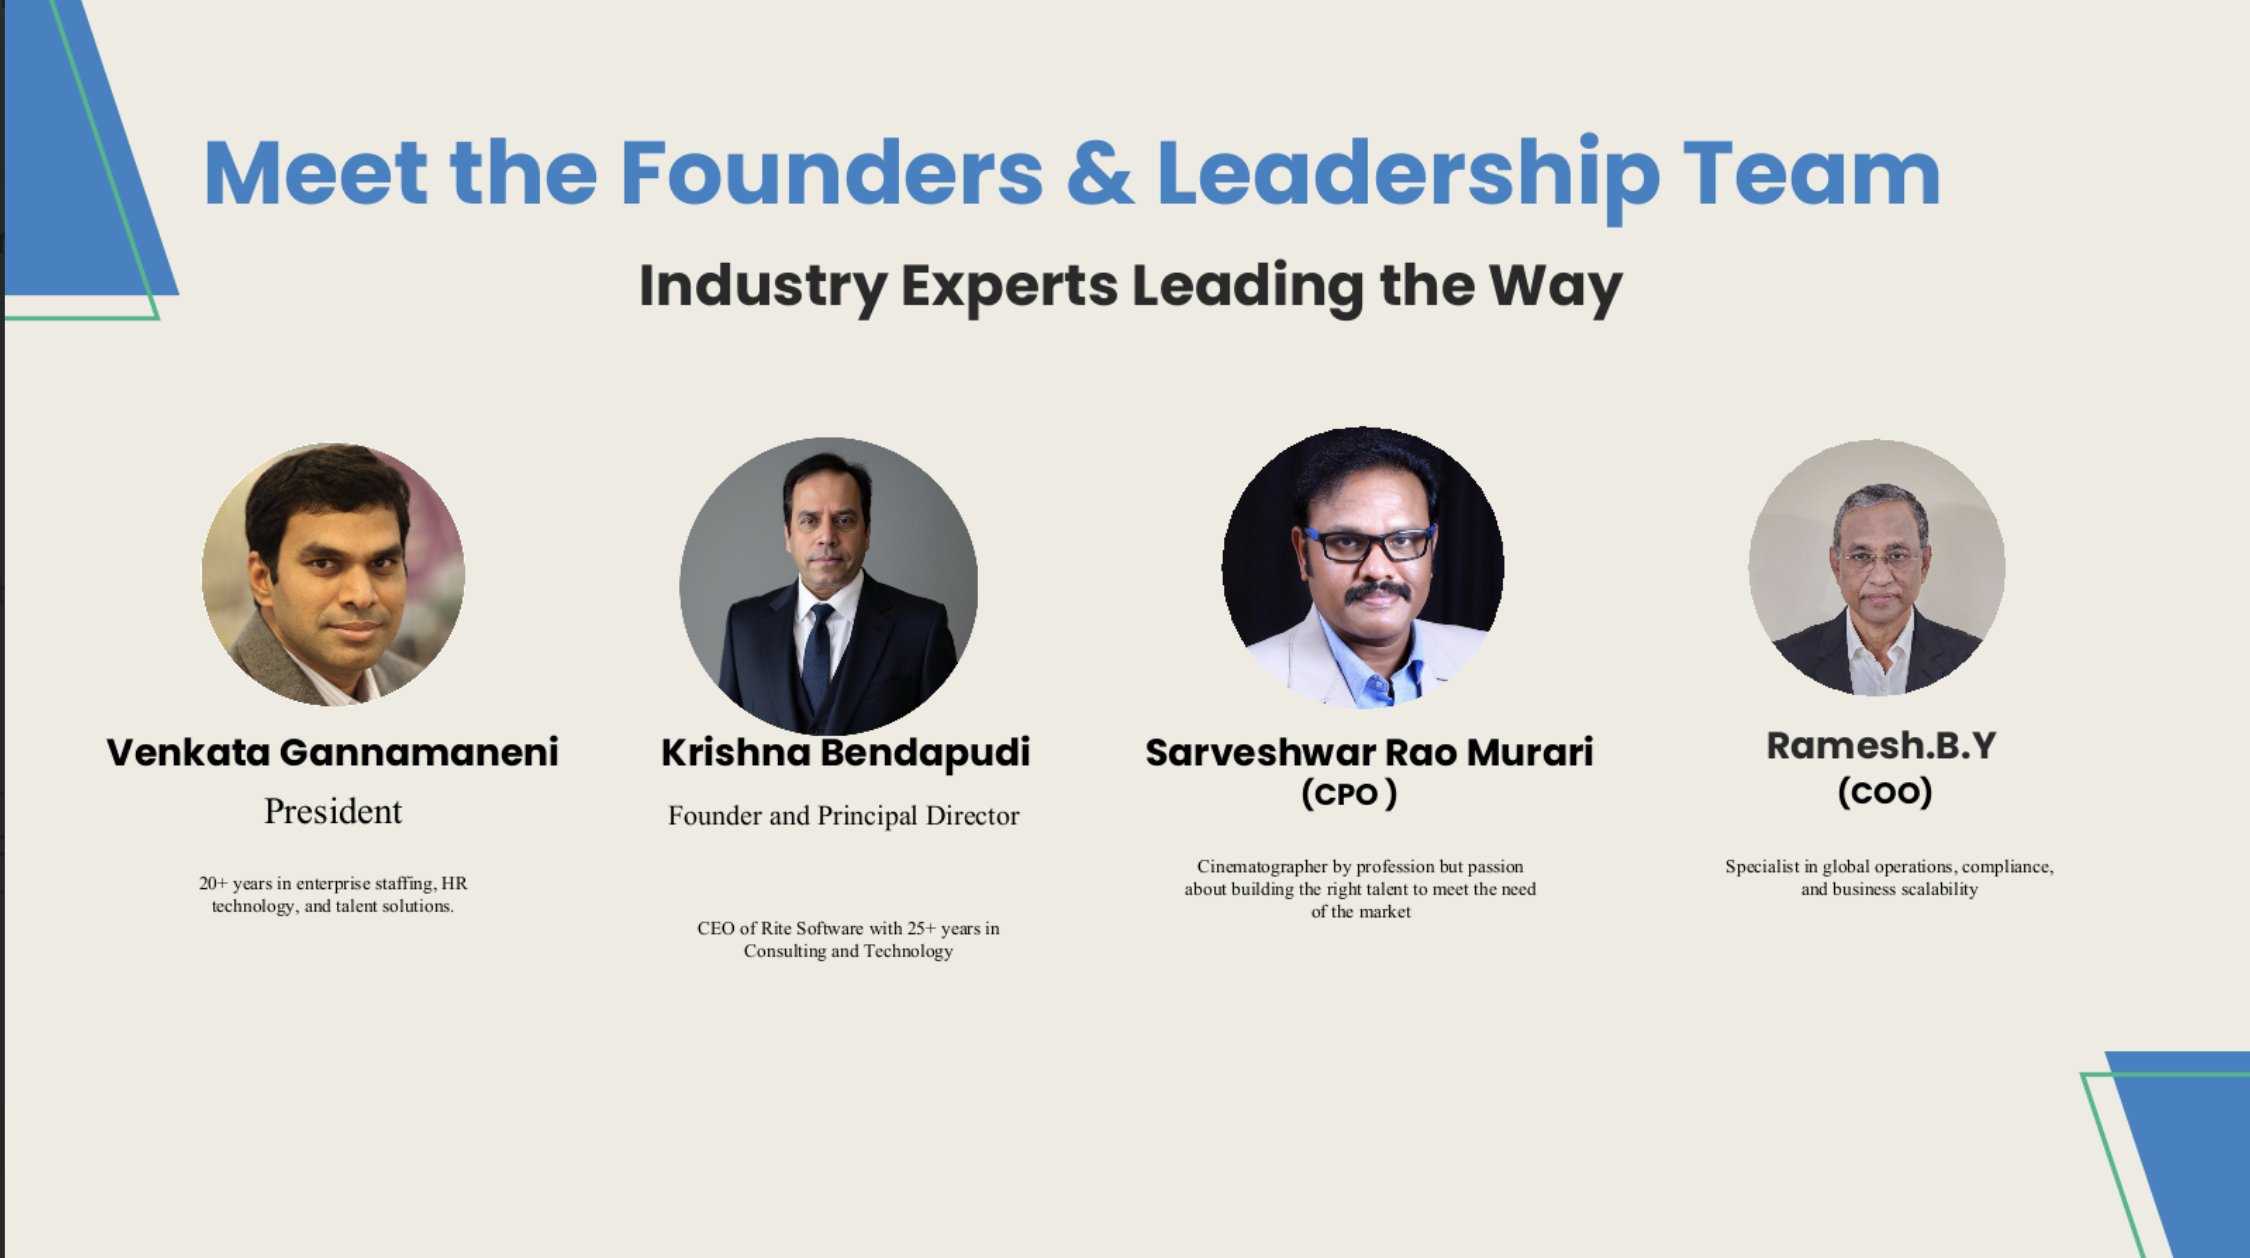 Meet the Founders & Leadership Team
Industry Experts Leading the Way
Venkata Gannamaneni
President
20+ years in enterprise staffing, HR
technology, and talent solutions.
Krishna Bendapudi
Founder and Principal Director
CEO of Rite Software with 25+ years in
Consulting and Technology
Sarveshwar Rao Murari
(CPO )
Cinematographer by profession but passion
about building the right talent to meet the need
of the market
Ramesh.B.Y
(COO)
Specialist in global operations, compliance,
and business scalability